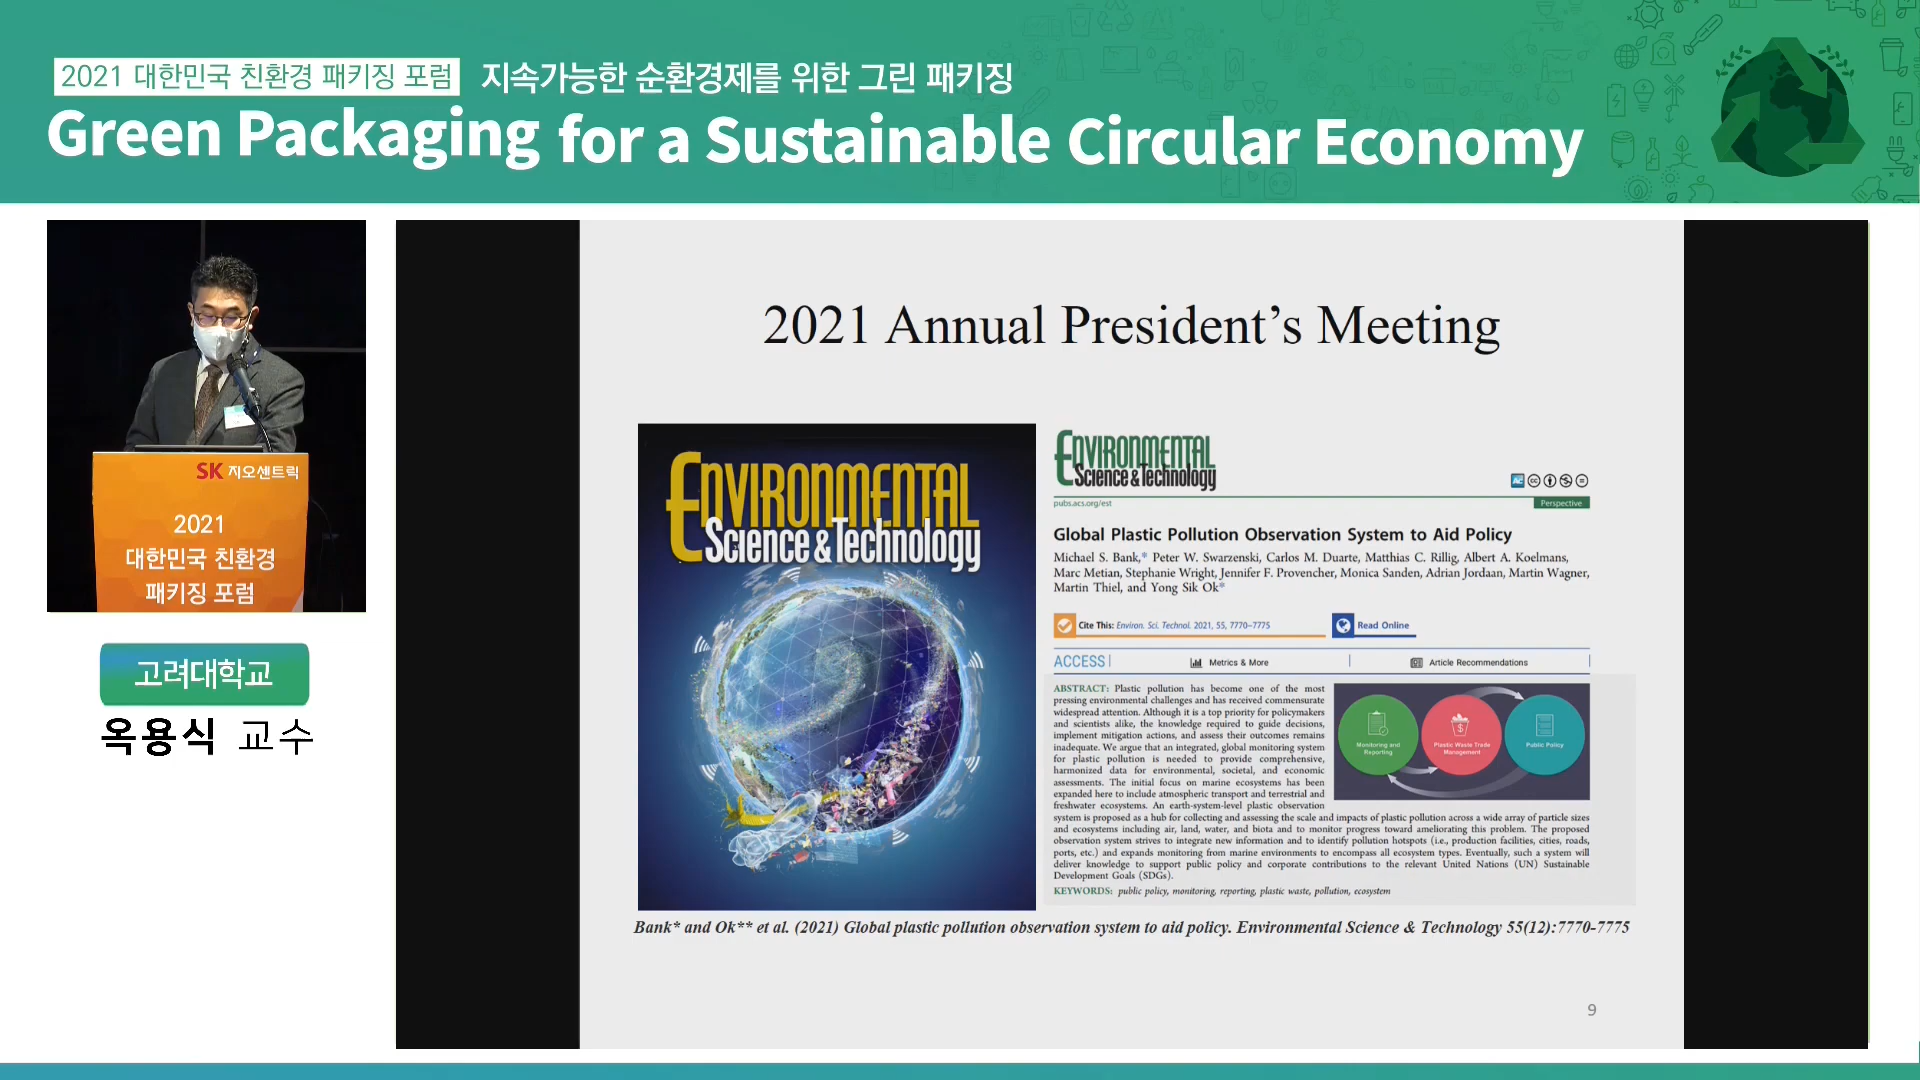 2021 대한민국 친환경 패키징 포럼 지속가능한 순환경제를 위한 그린 패키징
Green Packaging for a Sustainable Circular Economy
SK 지오센트릭
2021
대한민국 친환경
패키징 포럼
고려대학교
옥용식 교수
2021 Annual President's Meeting
ENVIRONMENTAL
Science & Technology
ENVIRONMENTAL
Science & Technology
pubs.acs.org/est
Perspective
Global Plastic Pollution Observation System to Aid Policy
Michael S. Bank,* Peter W. Swarzenski, Carlos M. Duarte, Matthias C. Rillig, Albert A. Koelmans,
Marc Metian, Stephanie Wright, Jennifer F. Provencher, Monica Sanden, Adrian Jordaan, Martin Wagner,
Martin Thiel, and Yong Sik Ok*
Cite This: Environ. Sci. Technol. 2021, 55, 7770−7775
Read Online
ACCESS
Metrics & More
Article Recommendations
ABSTRACT: Plastic pollution has become one of the most
pressing environmental challenges and has received commensurate
widespread attention. Although it is a top priority for policymakers
and scientists alike, the knowledge required to guide decisions,
implement mitigation actions, and assess their outcomes remains
inadequate. We argue that an integrated, global monitoring system
for plastic pollution is needed to provide comprehensive,
harmonized data for environmental, societal, and economic
assessments. The initial focus on marine ecosystems has been
expanded here to include atmospheric transport and terrestrial and
freshwater ecosystems. An earth-system-level plastic observation
system is proposed as a hub for collecting and assessing the scale and impacts of plastic pollution across a wide array of particle sizes
and ecosystems including air, land, water, and biota and to monitor progress toward ameliorating this problem. The proposed
observation system strives to integrate new information and to identify pollution hotspots (i.e., production facilities, cities, roads,
ports, etc.) and expands monitoring from marine environments to encompass all ecosystem types. Eventually, such a system will
deliver knowledge to support public policy and corporate contributions to the relevant United Nations (UN) Sustainable
Development Goals (SDGs).
KEYWORDS: public policy, monitoring, reporting, plastic waste, pollution, ecosystem
Monitoring and
Reporting
Plastic Waste Trade
Management
Public Policy
Bank* and Ok** et al. (2021) Global plastic pollution observation system to aid policy. Environmental Science & Technology 55(12):7770-7775
9